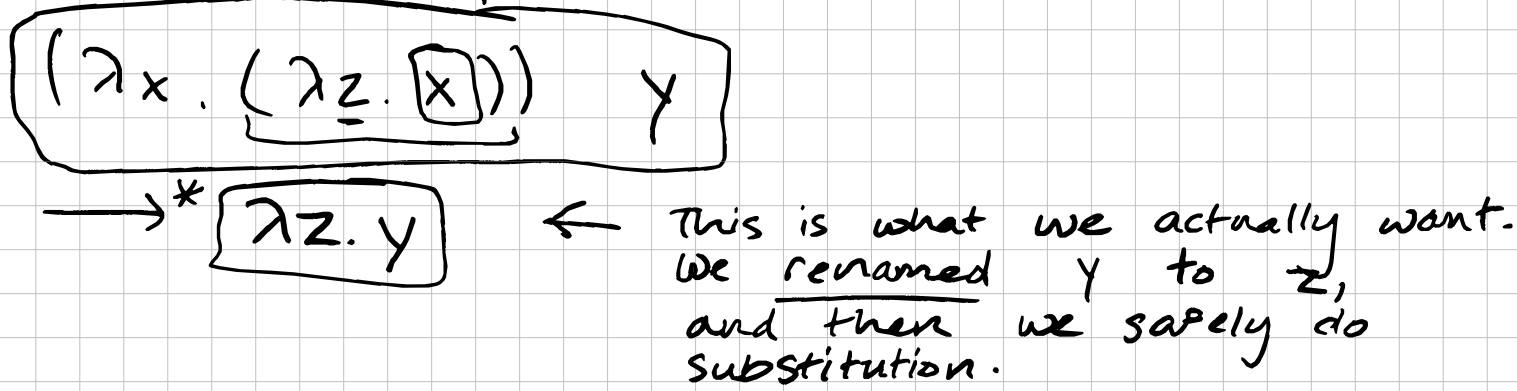 (λx. (λz. x)) y
→* λz. y ← This is what we actually want.
We renamed y to z,
and then we safely do
substitution.